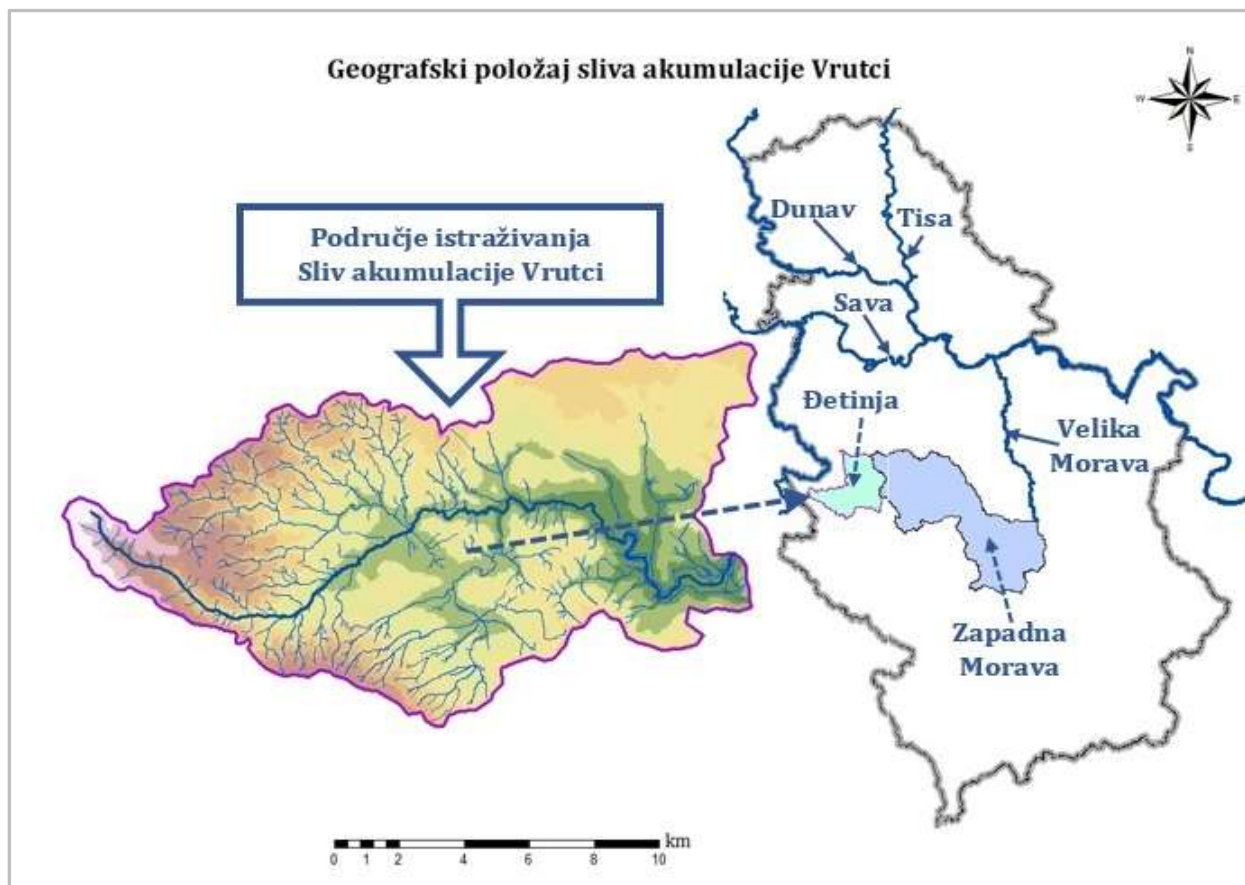 Geografski položaj sliva akumulacije Vrutci
N
W E
S
Područje istraživanja
Sliv akumulacije Vrutci
Dunav
Tisa
Sava
Đetinja
Velika
Morava
Zapadna
Morava
km
0 1 2 4 6 8 10